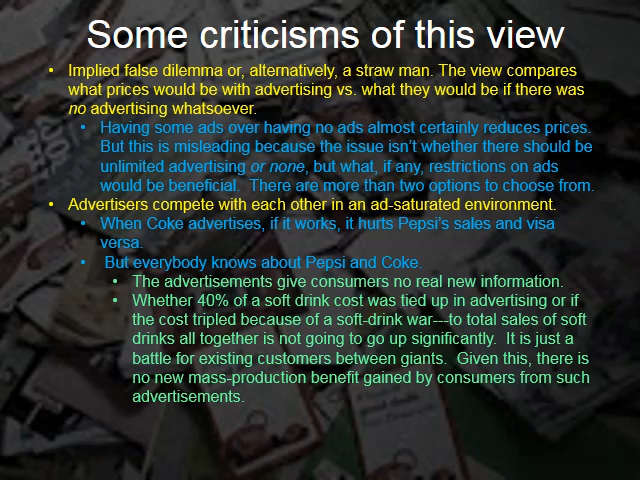 Some criticisms of this view
• Implied false dilemma or, alternatively, a straw man. The view compares
what prices would be with advertising vs. what they would be if there was
no advertising whatsoever.
• Having some ads over having no ads almost certainly reduces prices.
But this is misleading because the issue isn't whether there should be
unlimited advertising or none, but what, if any, restrictions on ads
would be beneficial. There are more than two options to choose from.
• Advertisers compete with each other in an ad-saturated environment.
• When Coke advertises, if it works, it hurts Pepsi's sales and visa
versa.
• But everybody knows about Pepsi and Coke.
• The advertisements give consumers no real new information.
• Whether 40% of a soft drink cost was tied up in advertising or if
the cost tripled because of a soft-drink war---to total sales of soft
drinks all together is not going to go up significantly. It is just a
battle for existing customers between giants. Given this, there is
no new mass-production benefit gained by consumers from such
advertisements.